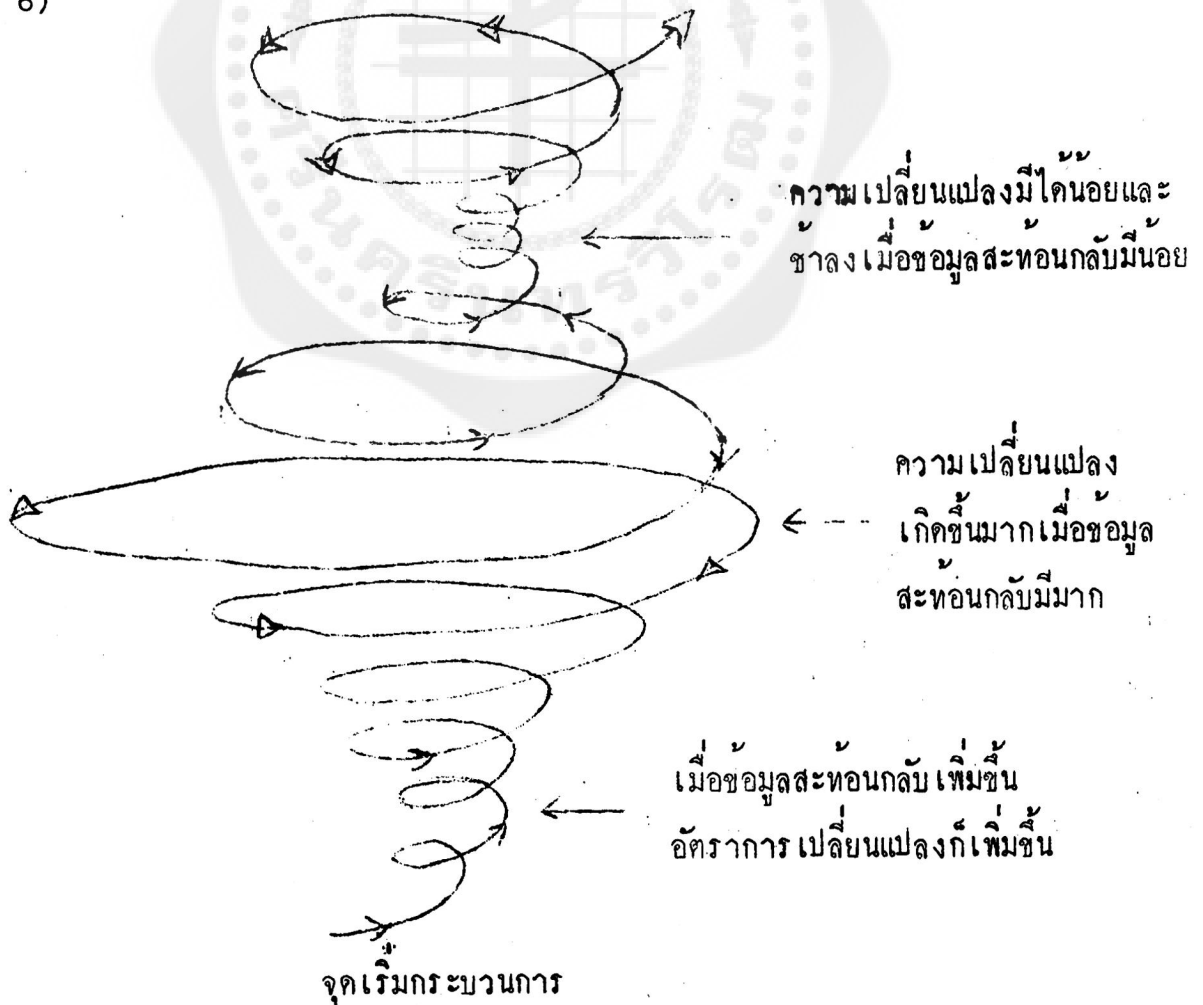 ความเปลี่ยนแปลงมีได้น้อยและ
ช้าลงเมื่อข้อมูลสะท้อนกลับมีน้อย
ความเปลี่ยนแปลง
เกิดขึ้นมากเมื่อข้อมูล
สะท้อนกลับมีมาก
เมื่อข้อมูลสะท้อนกลับเพิ่มขึ้น
อัตราการเปลี่ยนแปลงก็เพิ่มขึ้น
จุดเริ่มกระบวนการ